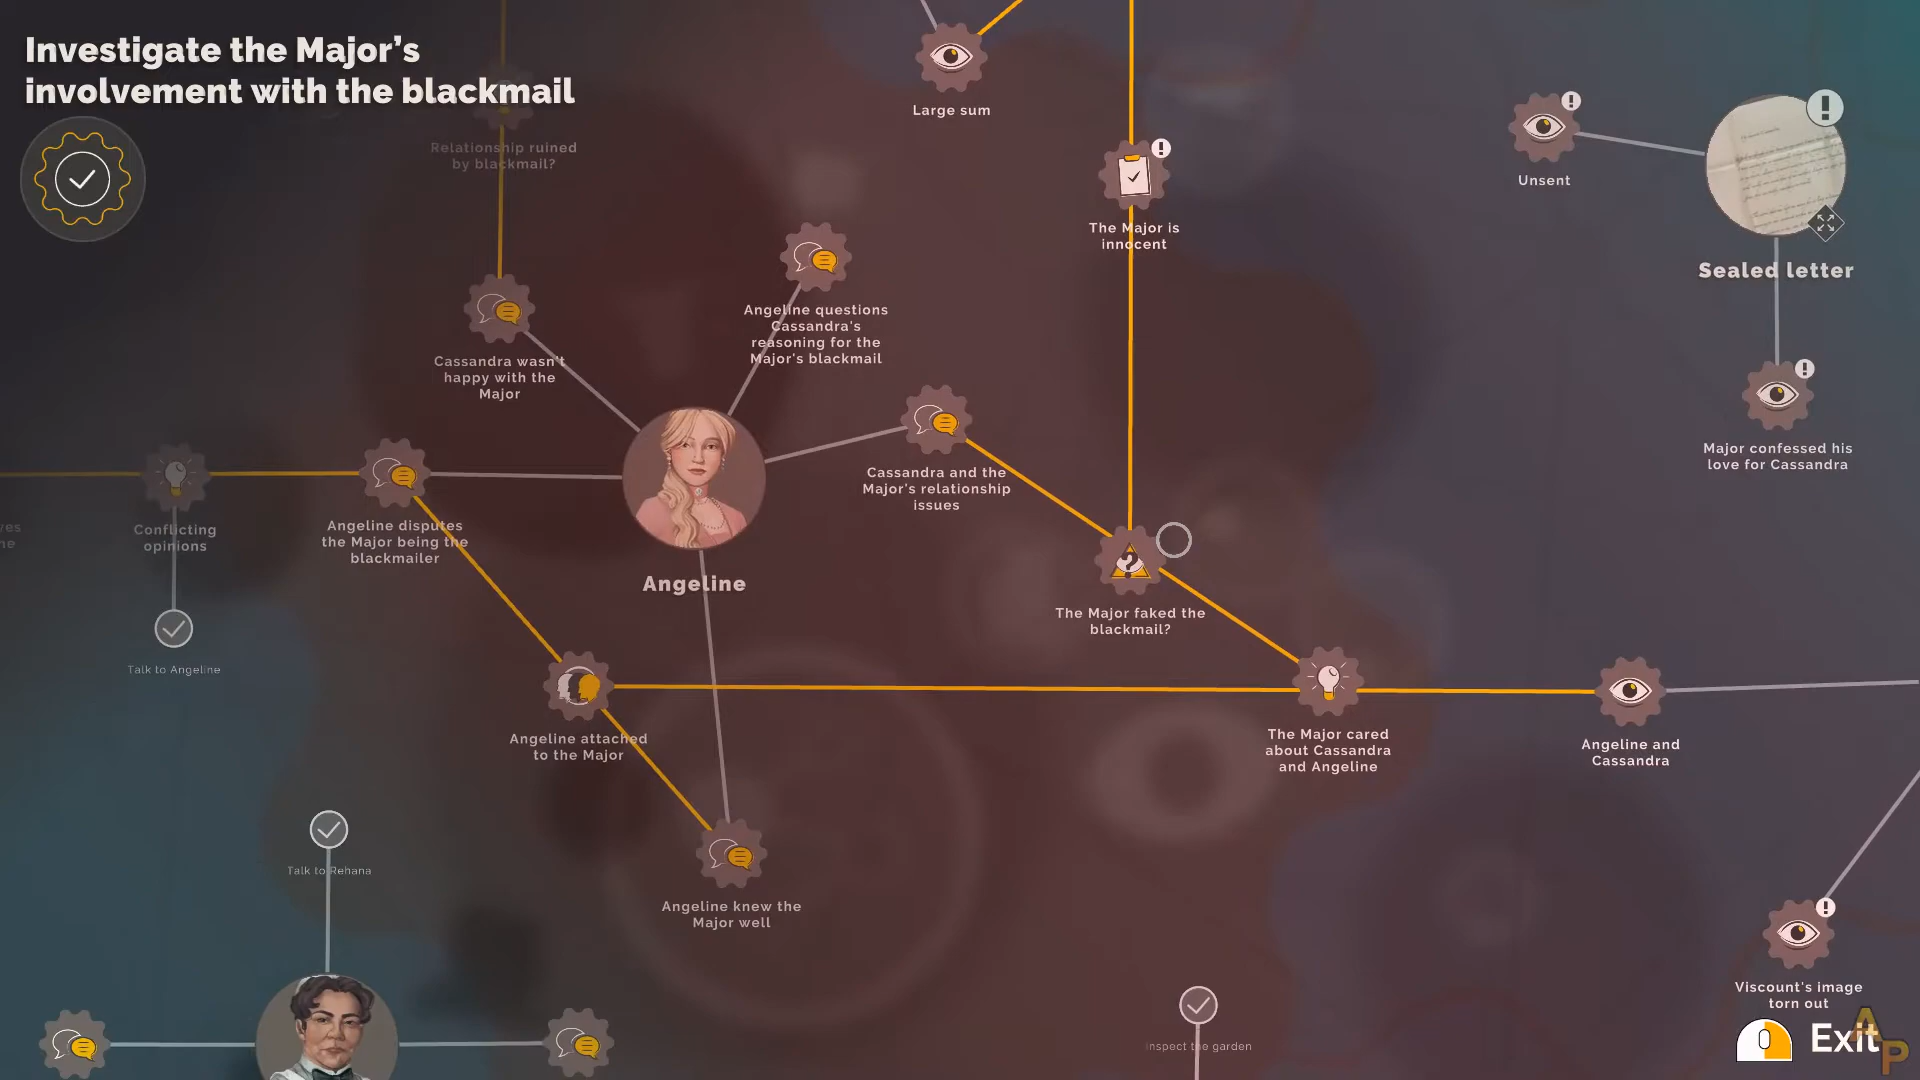 Investigate the Major's
involvement with the blackmail
Large sum
Relationship ruined
by blackmail?
Unsent
The Major is
innocent
Sealed letter
Angeline questions
Cassandra's
reasoning for the
Major's blackmail
Cassandra wasn't
happy with the
Major
Major confessed his
love for Cassandra
Cassandra and the
Major's relationship
issues
Conflicting
opinions
Angeline disputes
the Major being the
blackmailer
Angeline
The Major faked the
blackmail?
Talk to Angeline
Angeline attached
to the Major
The Major cared
about Cassandra
and Angeline
Angeline and
Cassandra
Talk to Rehana
Angeline knew the
Major well
Viscount's image
torn out
Inspect the garden
Exit
AP